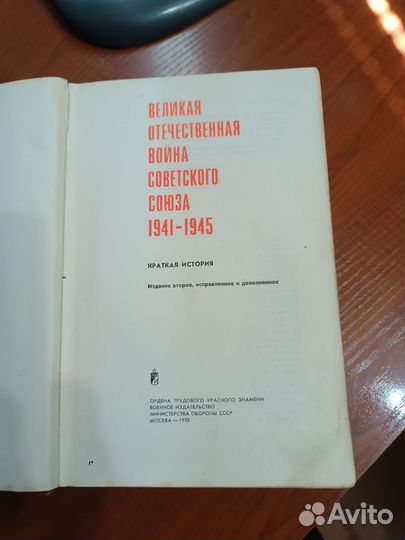 ВЕЛИКАЯ
ОТЕЧЕСТВЕННАЯ
ВОЙНА
СОВЕТСКОГО
СОЮЗА
1941-1945
КРАТКАЯ ИСТОРИЯ
Издание второе, исправленное и дополненное
ОРДЕНА ТРУДОВОГО КРАСНОГО ЗНАМЕНИ
ВОЕННОЕ ИЗДАТЕЛЬСТВО
МИНИСТЕРСТВА ОБОРОНЫ СССР
МОСКВА — 1970
1*
Avito